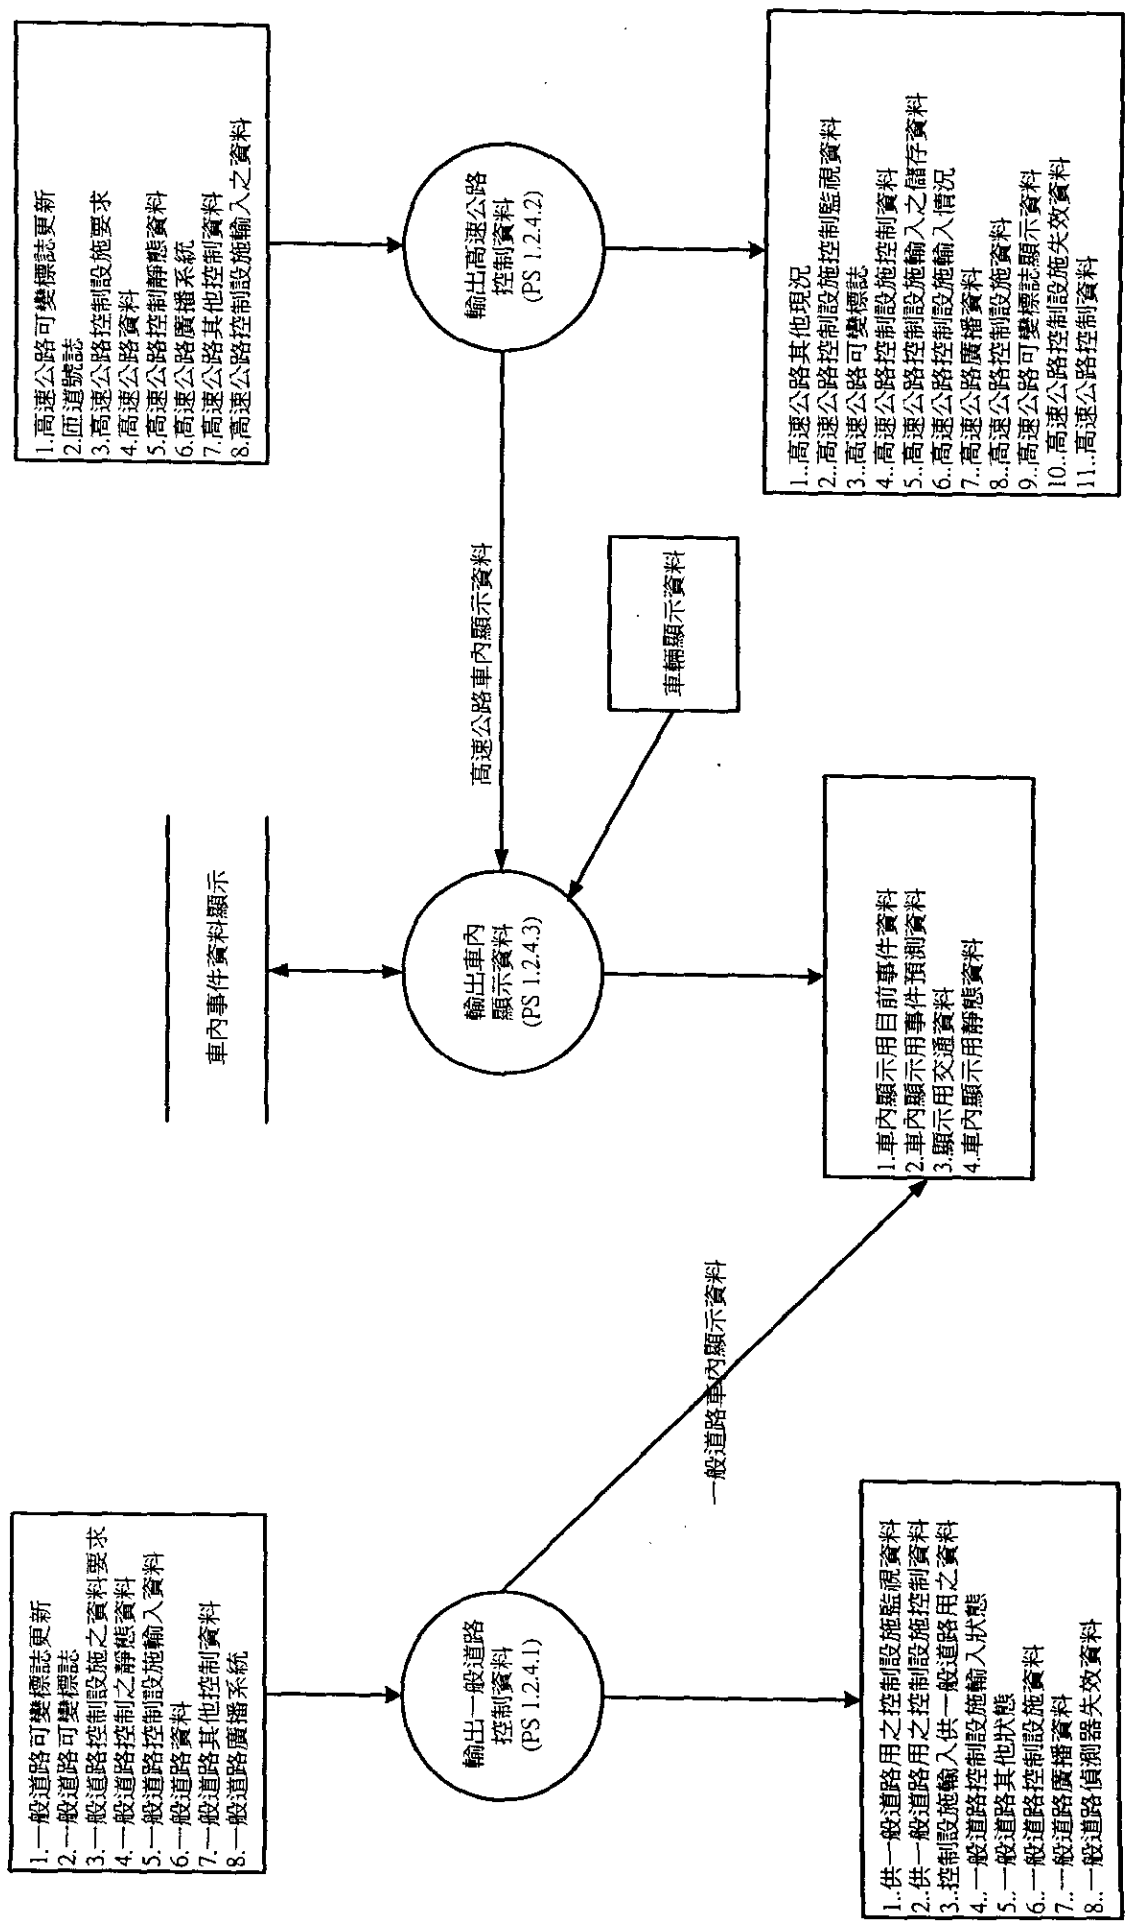 1.一般道路可變標誌更新
2.一般道路可變標誌
3.一般道路控制設施之資料要求
4.一般道路控制之靜態資料
5.一般道路控制設施輸入資料
6.一般道路資料
7.一般道路其他控制資料
8.一般道路廣播系統
輸出一般道路
控制資料
(PS 1.2.4.1)
1..供一般道路用之控制設施監視資料
2..供一般道路用之控制設施控制資料
3..控制設施輸入供一般道路用之資料
4..一般道路控制設施輸入狀態
5..一般道路其他狀態
6..一般道路控制設施資料
7..一般道路廣播資料
8..一般道路偵測器失效資料
一般道路車內顯示資料
車內事件資料顯示
輸出車內
顯示資料
(PS 1.2.4.3)
1.車內顯示用目前事件資料
2.車內顯示用事件預測資料
3.顯示用交通資料
4.車內顯示用靜態資料
高速公路車內顯示資料
車輛顯示資料
1.高速公路可變標誌更新
2.匝道號誌
3.高速公路控制設施要求
4.高速公路資料
5.高速公路控制靜態資料
6.高速公路廣播系統
7.高速公路其他控制資料
8.高速公路控制設施輸入之資料
輸出高速公路
控制資料
(PS 1.2.4.2)
1..高速公路其他現況
2..高速公路控制設施控制監視資料
3..高速公路可變標誌
4..高速公路控制設施控制資料
5..高速公路控制設施輸入之儲存資料
6..高速公路控制設施輸入情況
7..高速公路廣播資料
8..高速公路控制設施資料
9..高速公路可變標誌顯示資料
10..高速公路控制設施失效資料
11..高速公路控制資料